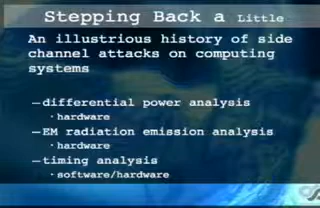 Stepping Back a Little
An illustrious history of side
channel attacks on computing
systems
–differential power analysis
· hardware
–EM radiation emission analysis
· hardware
–timing analysis
· software/hardware